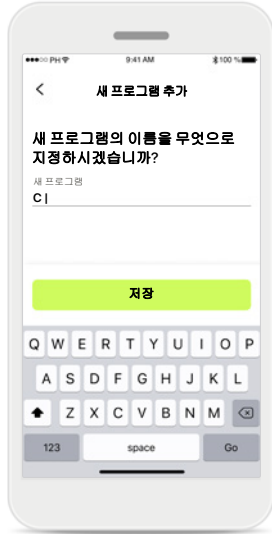 PH 9:41 AM 100 %
새 프로그램 추가
새 프로그램의 이름을 무엇으로
지정하시겠습니까?
새 프로그램
C |
저장
Q W E R T Y U I O P
A S D F G H J K L
Z X C V B N M
123 space Go